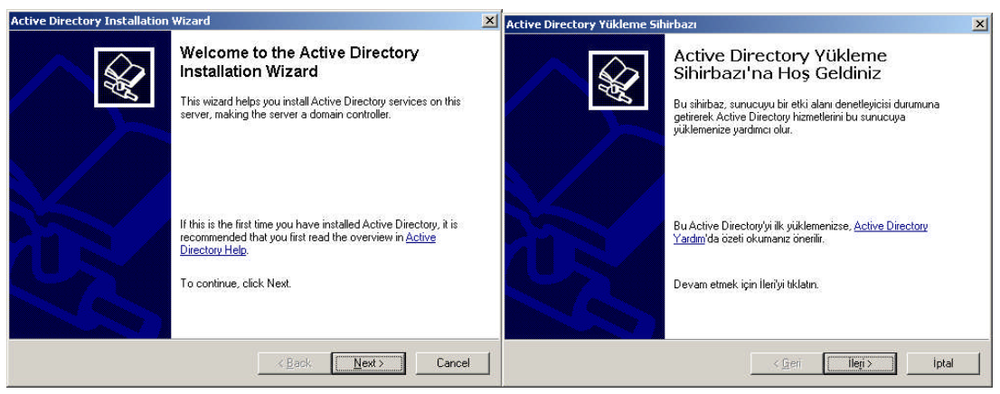 Active Directory Installation Wizard
Welcome to the Active Directory
Installation Wizard
This wizard helps you install Active Directory services on this
server, making the server a domain controller.
If this is the first time you have installed Active Directory, it is
recommended that you first read the overview in Active
Directory Help.
To continue, click Next.
< Back
Next >
Cancel
Active Directory Yükleme Sihirbazı
Active Directory Yükleme
Sihirbazı'na Hoş Geldiniz
Bu sihirbaz, sunucuyu bir etki alanı denetleyicisi durumuna
getirerek Active Directory hizmetlerini bu sunucuya
yüklemenize yardımcı olur.
Bu Active Directory'yi ilk yüklemenizse, Active Directory
Yardım'da özeti okumanız önerilir.
Devam etmek için İleri'yi tıklatın.
< Geri
İleri >
İptal